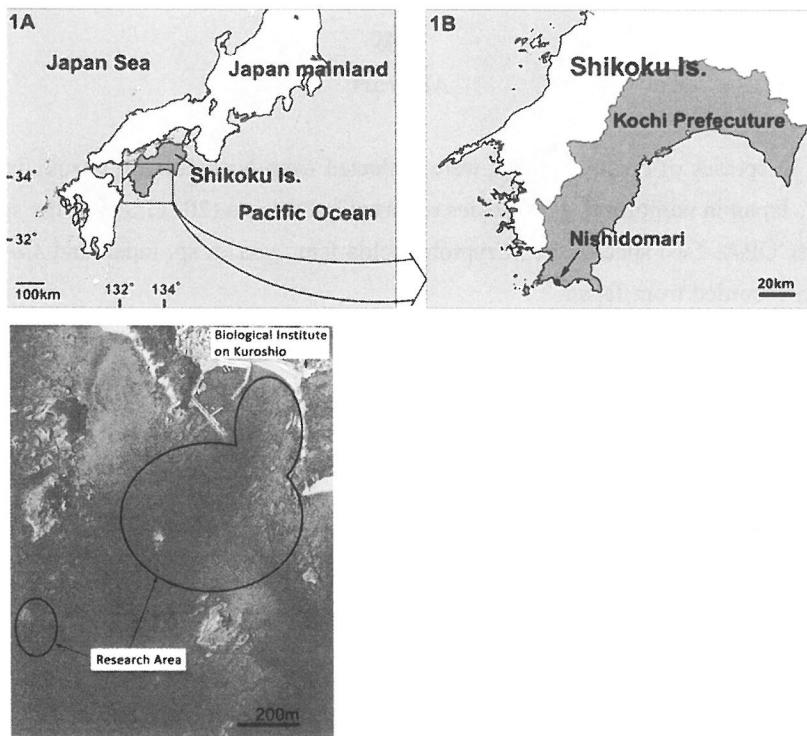 1A
Japan Sea
Japan mainland
Shikoku Is.
Pacific Ocean
-34°
-32°
100km
132°
134°
1B
Shikoku Is.
Kochi Prefecuture
Nishidomari
20km
Biological Institute
on Kuroshio
Research Area
200m